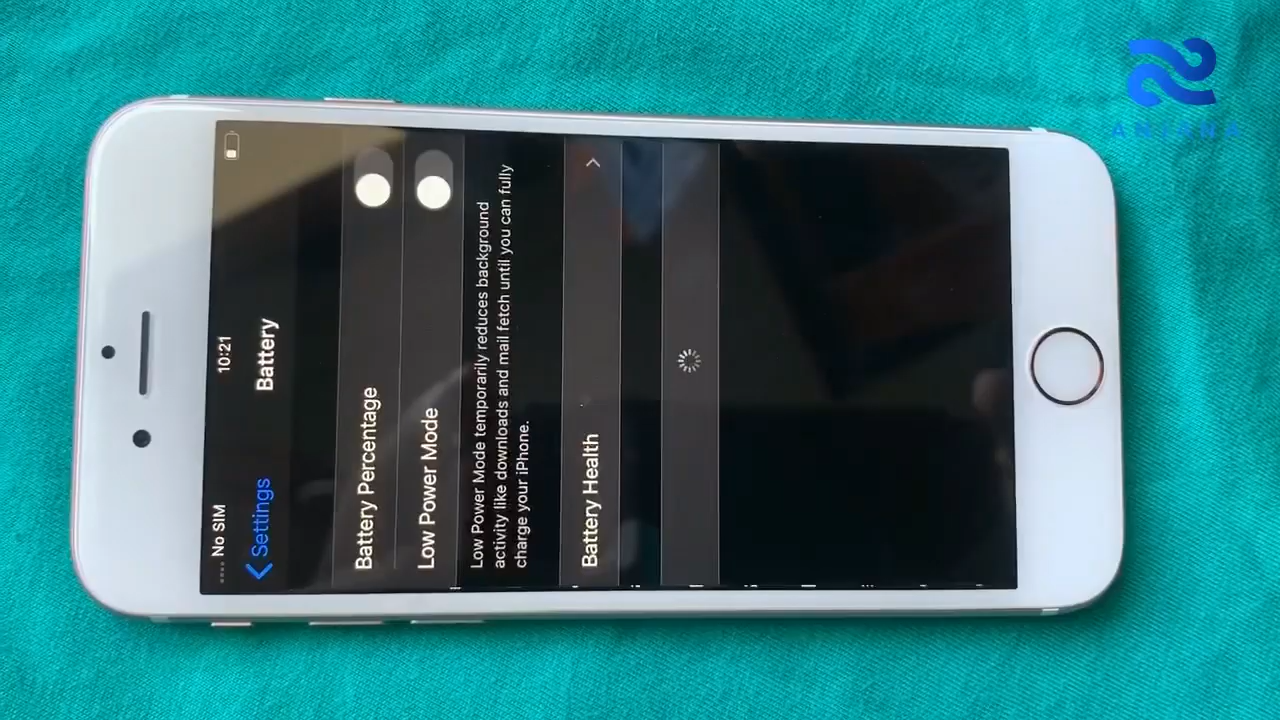 No SIM
10:21
Settings
Battery
Battery Percentage
Low Power Mode
Low Power Mode temporarily reduces background
activity like downloads and mail fetch until you can fully
charge your iPhone.
Battery Health
ANJANA